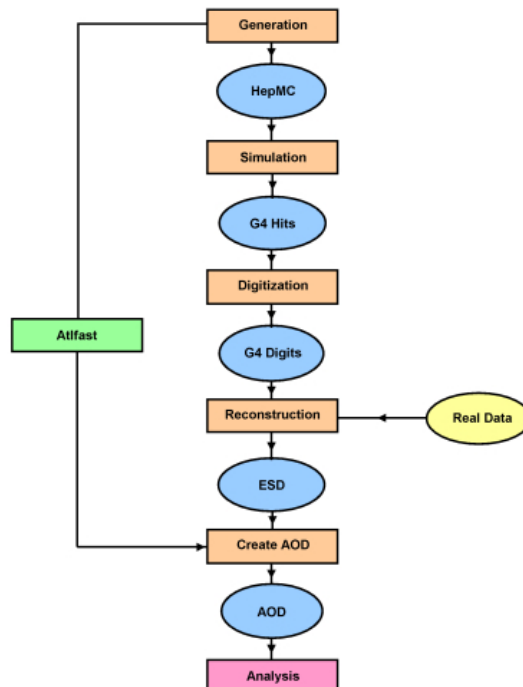 Generation
HepMC
Simulation
G4 Hits
Digitization
Atlfast
G4 Digits
Reconstruction
Real Data
ESD
Create AOD
AOD
Analysis